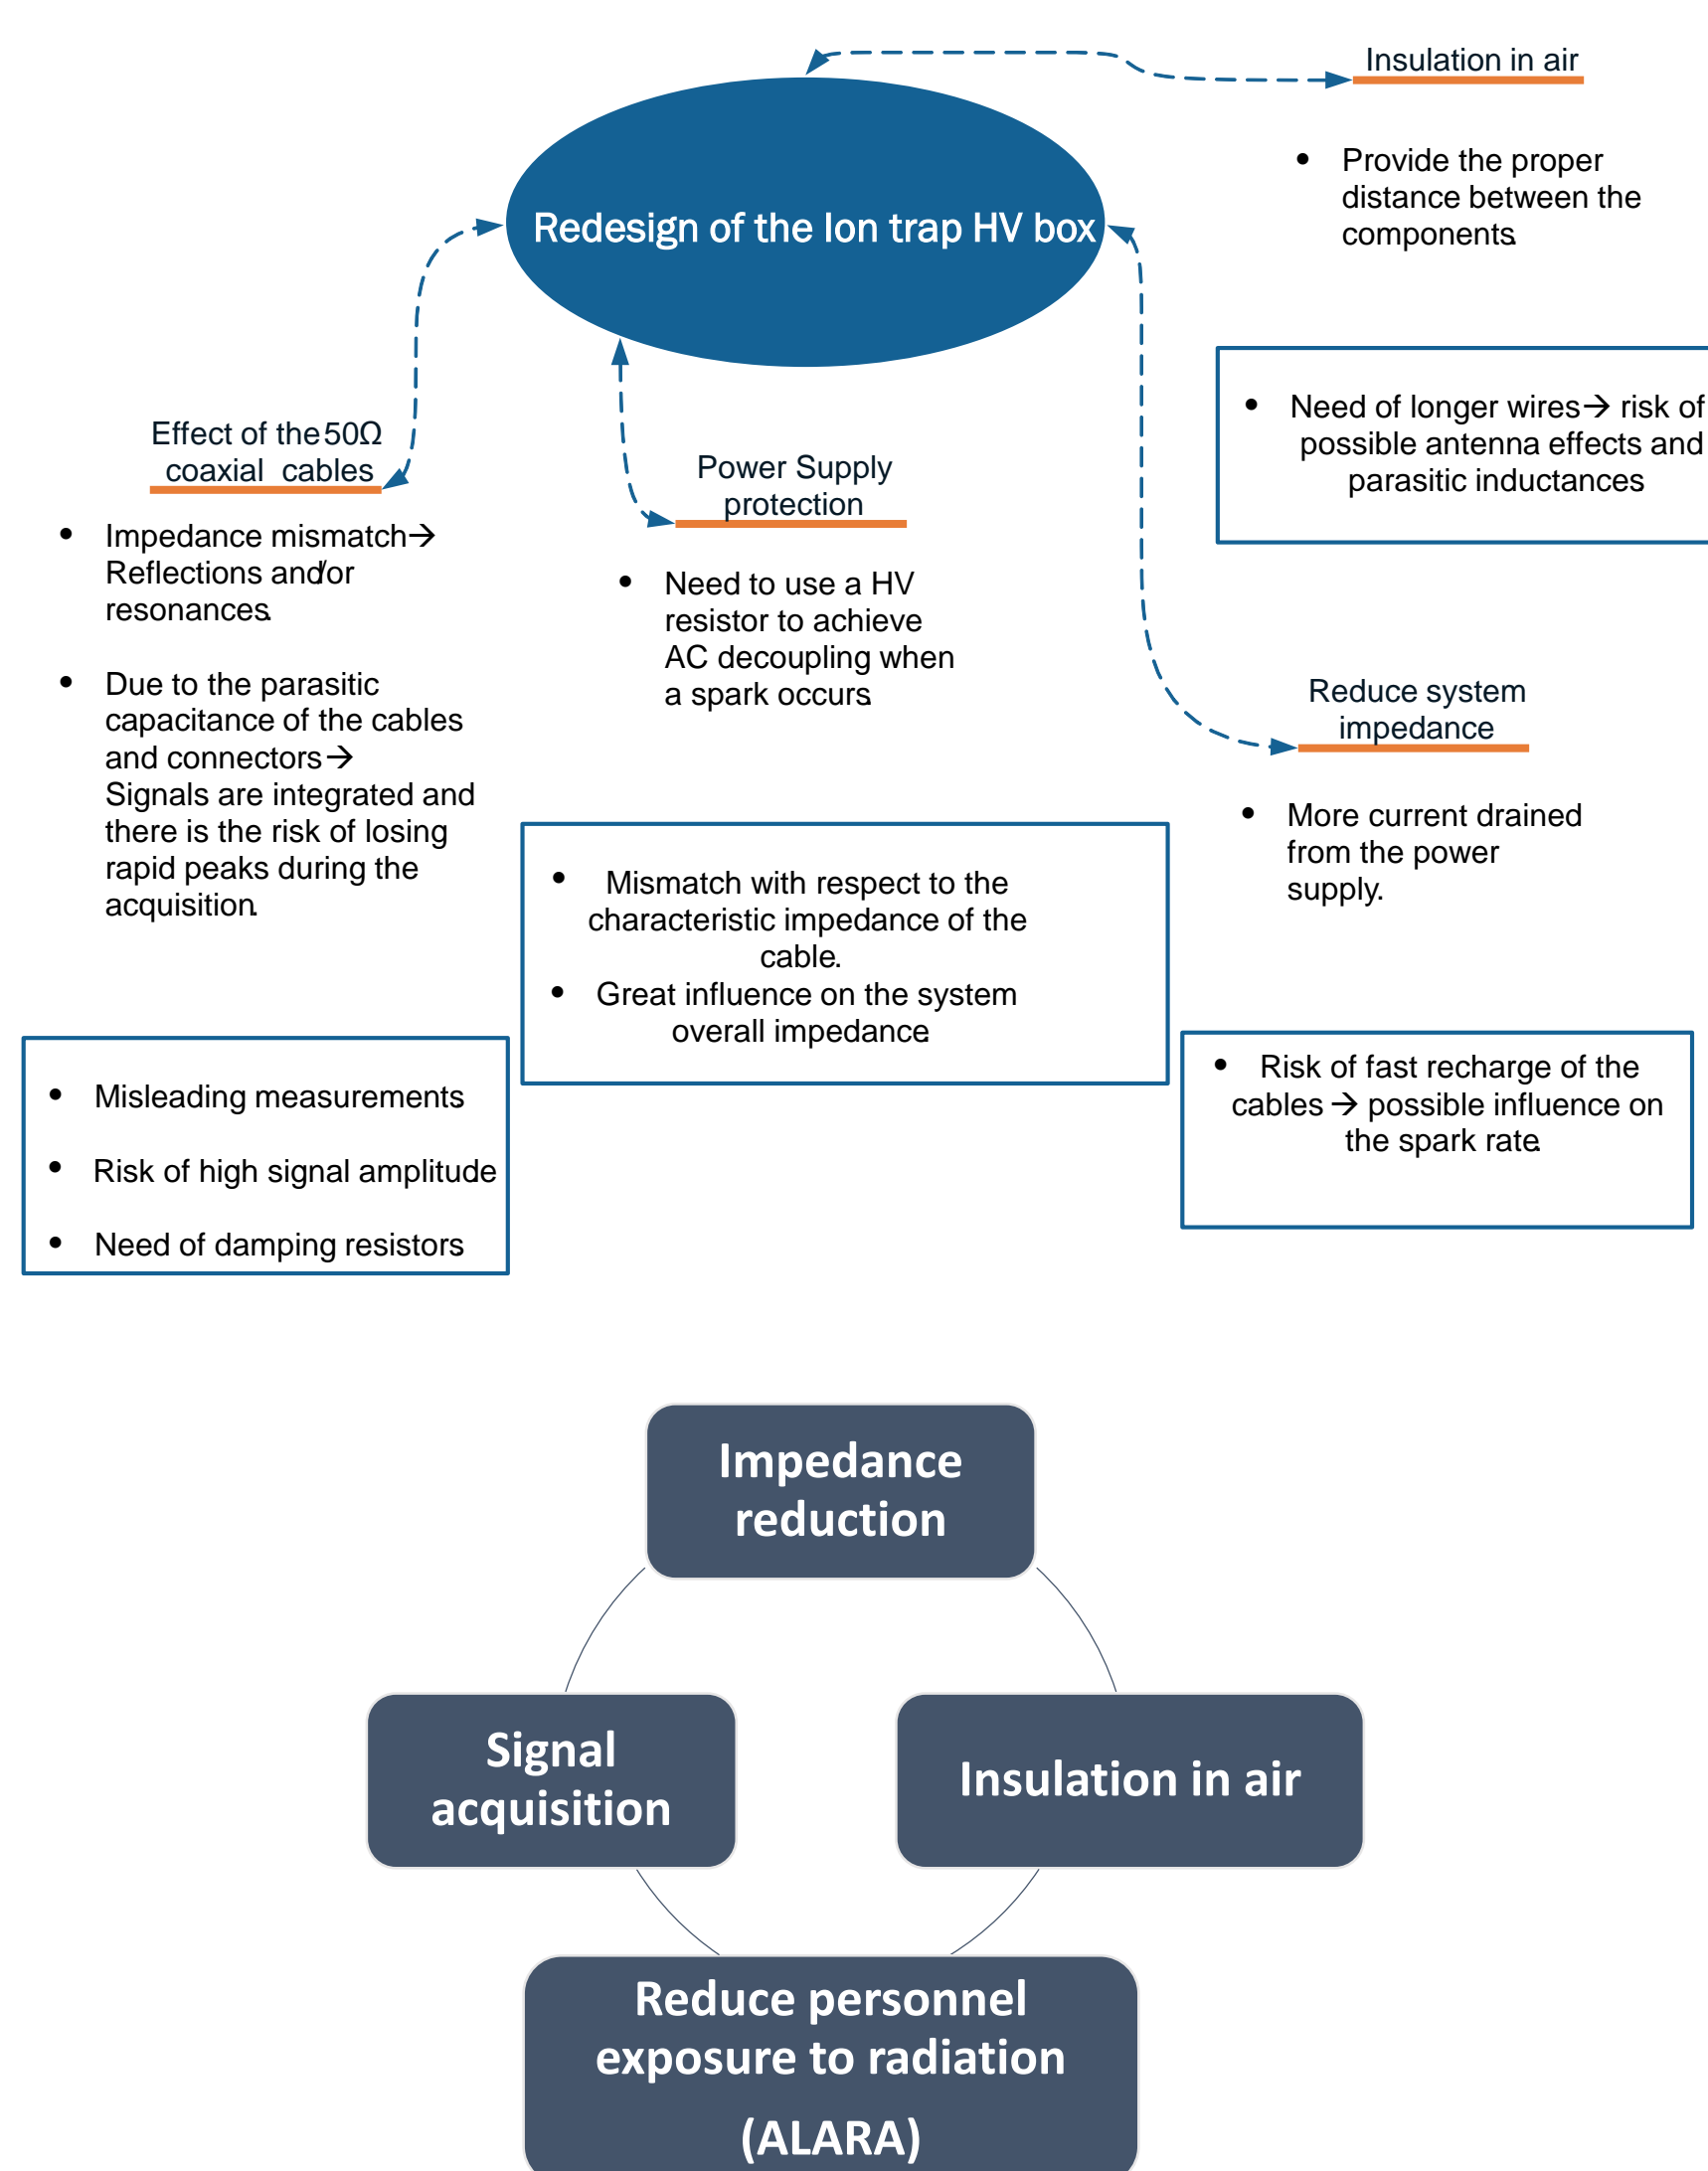 Insulation in air
• Provide the proper
distance between the
components.
Redesign of the Ion trap HV box
• Need of longer wires→ risk of
possible antenna effects and
parasitic inductances
Effect of the 50Ω
coaxial cables
• Impedance mismatch→
Reflections and/or
resonances.
• Due to the parasitic
capacitance of the cables
and connectors→
Signals are integrated and
there is the risk of losing
rapid peaks during the
acquisition.
• Misleading measurements
• Risk of high signal amplitude
• Need of damping resistors
Power Supply
protection
• Need to use a HV
resistor to achieve
AC decoupling when
a spark occurs.
• Mismatch with respect to the
characteristic impedance of the
cable.
• Great influence on the system
overall impedance.
Reduce system
impedance
• More current drained
from the power
supply.
• Risk of fast recharge of the
cables → possible influence on
the spark rate.
Impedance
reduction
Signal
acquisition
Insulation in air
Reduce personnel
exposure to radiation
(ALARA)